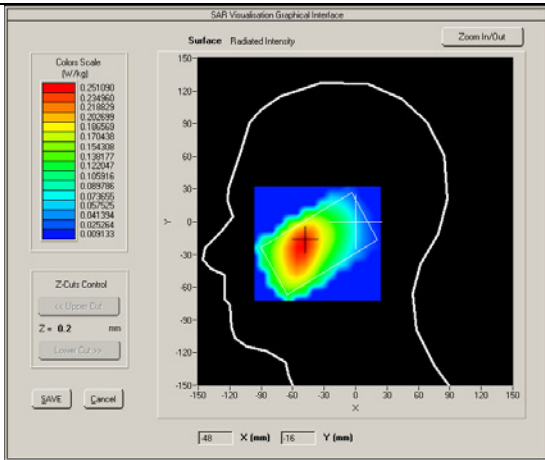 SAR Visualisation Graphical Interface
Surface Radiated Intensity
Zoom In/Out
Colors Scale
(W/kg)
0.251090
0.234960
0.218829
0.202699
0.186569
0.170438
0.154308
0.138177
0.122047
0.105916
0.089786
0.073655
0.057525
0.041394
0.025264
0.009133
Z-Cuts Control
<< Upper Cut
Z = 0.2 mm
Lower Cut >>
SAVE
Cancel
150-
120-
90-
60-
30-
0-
-30-
-60-
-90-
-120-
-150-
Y
-150 -120 -90 -60 -30 0 30 60 90 120 150
X
-48 X (mm) -16 Y (mm)